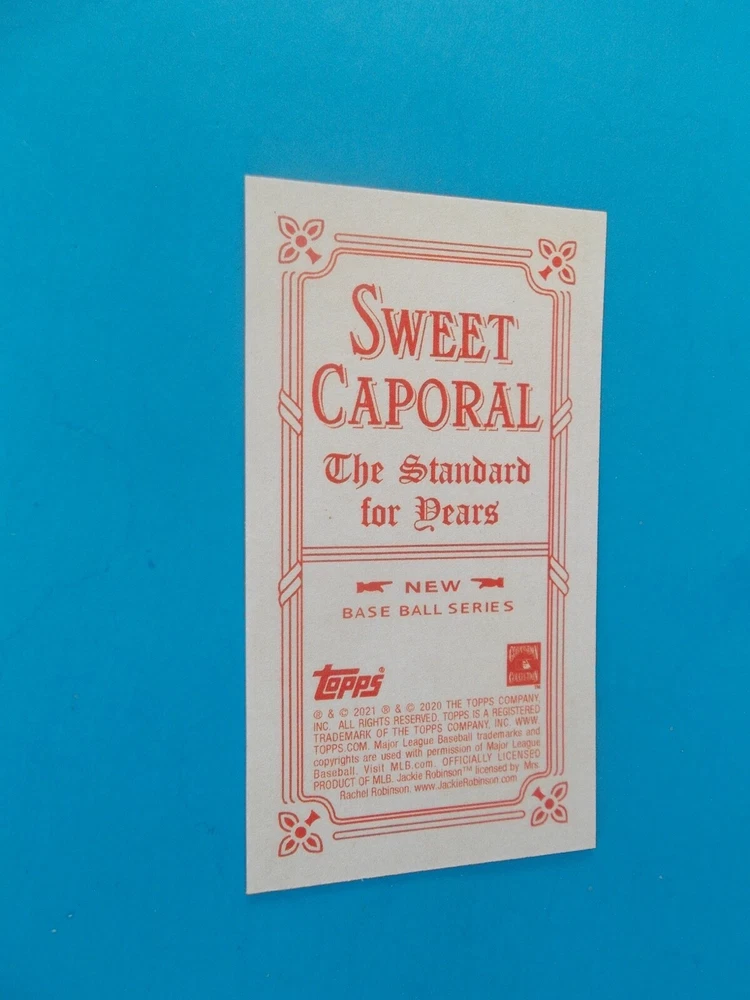 SWEET
CAPORAL
The Standard
for Years
NEW
BASE BALL SERIES
topps®
COOPERSTOWN
COLLECTION
™
® & © 2021 ® & © 2020 THE TOPPS COMPANY,
INC. ALL RIGHTS RESERVED. TOPPS IS A REGISTERED
TRADEMARK OF THE TOPPS COMPANY, INC. WWW.
TOPPS.COM. Major League Baseball trademarks and
copyrights are used with permission of Major League
Baseball. Visit MLB.com. OFFICIALLY LICENSED
PRODUCT OF MLB. Jackie Robinson™ licensed by Mrs.
Rachel Robinson. www.JackieRobinson.com